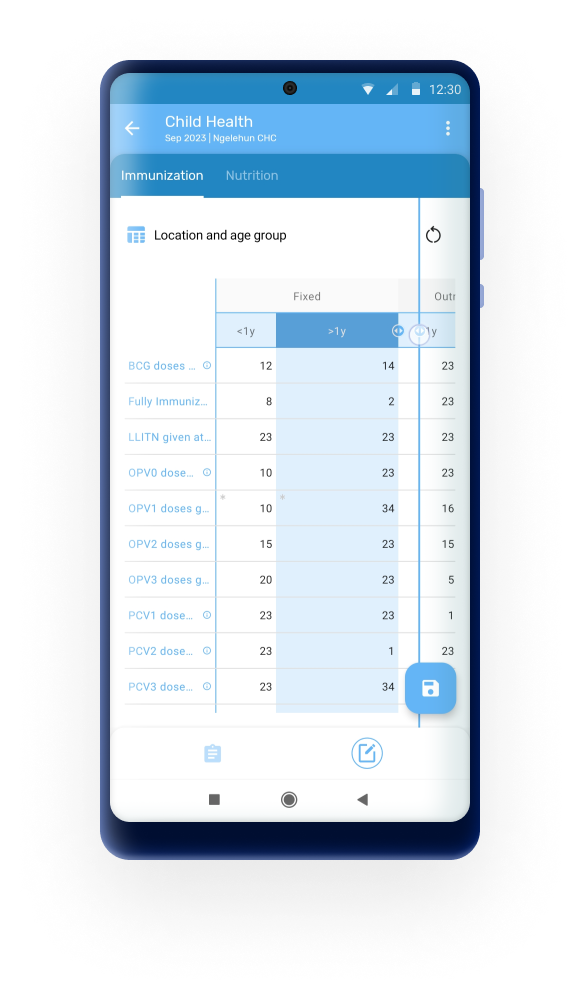 12:30
Child Health
Sep 2023 | Ngelehun CHC
Immunization Nutrition
Location and age group
Fixed Outr
<1y >1y y
BCG doses ... 12 14 23
Fully Immuniz... 8 2 23
LLITN given at... 23 23 23
OPV0 dose... 10 23 23
OPV1 doses g... * 10 * 34 16
OPV2 doses g... 15 23 15
OPV3 doses g... 20 23 5
PCV1 dose... 23 23 1
PCV2 dose... 23 1 23
PCV3 dose... 23 34